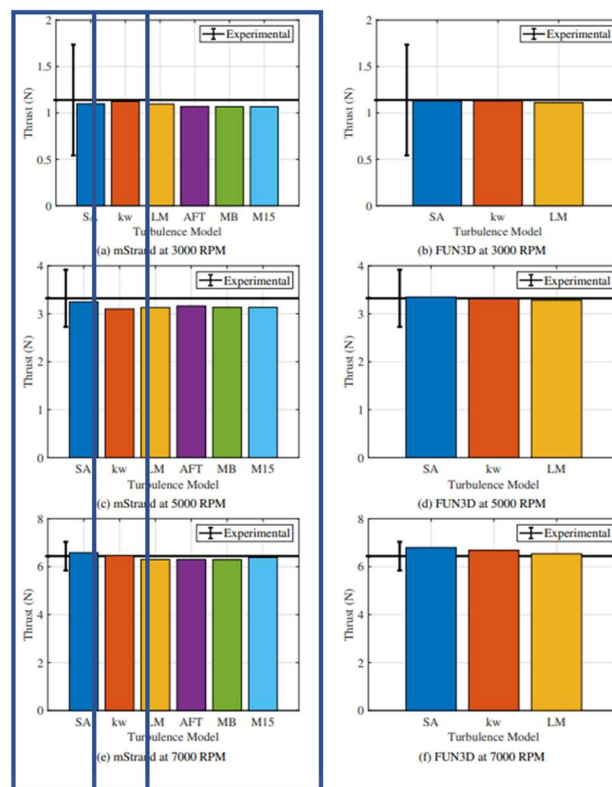 2
1.5
1
0.5
0
Thrust (N)
Experimental
SA kw LM AFT MB M15
Turbulence Model
(a) mStrand at 3000 RPM
2
1.5
1
0.5
0
Thrust (N)
Experimental
SA kw LM
Turbulence Model
(b) FUN3D at 3000 RPM
4
3
2
1
0
Thrust (N)
Experimental
SA kw LM AFT MB M15
Turbulence Model
(c) mStrand at 5000 RPM
4
3
2
1
0
Thrust (N)
Experimental
SA kw LM
Turbulence Model
(d) FUN3D at 5000 RPM
8
6
4
2
0
Thrust (N)
Experimental
SA kw LM AFT MB M15
Turbulence Model
(e) mStrand at 7000 RPM
8
6
4
2
0
Thrust (N)
Experimental
SA kw LM
Turbulence Model
(f) FUN3D at 7000 RPM